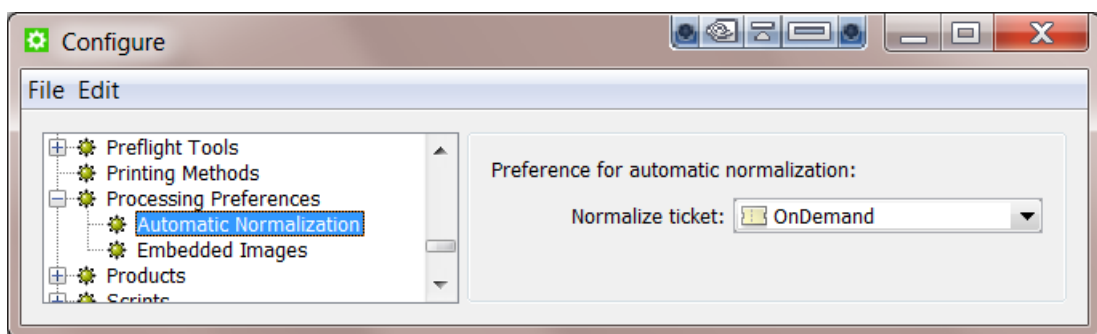 Configure
File Edit
Preflight Tools
Printing Methods
Processing Preferences
Automatic Normalization
Embedded Images
Products
Scripts
Preference for automatic normalization:
Normalize ticket: OnDemand